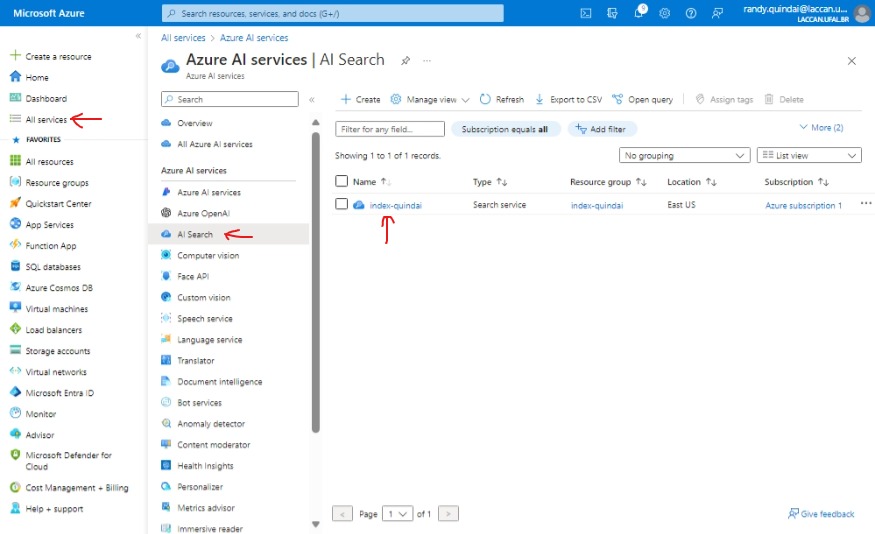 Microsoft Azure
Search resources, services, and docs (G+/)
randy.quindai@laccan.u...
LACCAN.UFAL.BR
Create a resource
Home
Dashboard
All services
FAVORITES
All resources
Resource groups
Quickstart Center
App Services
Function App
SQL databases
Azure Cosmos DB
Virtual machines
Load balancers
Storage accounts
Virtual networks
Microsoft Entra ID
Monitor
Advisor
Microsoft Defender for
Cloud
Cost Management + Billing
Help + support
All services > Azure AI services
Azure AI services | AI Search
Azure AI services
Search
Overview
All Azure AI services
Azure AI services
Azure AI services
Azure OpenAI
AI Search
Computer vision
Face API
Custom vision
Speech service
Language service
Translator
Document intelligence
Bot services
Anomaly detector
Content moderator
Health Insights
Personalizer
Metrics advisor
Immersive reader
Create Manage view Refresh Export to CSV Open query Assign tags Delete
Filter for any field... Subscription equals all Add filter More (2)
Showing 1 to 1 of 1 records. No grouping List view
Name Type Resource group Location Subscription
index-quindai Search service index-quindai East US Azure subscription 1 ...
< Page 1 of 1 >
Give feedback